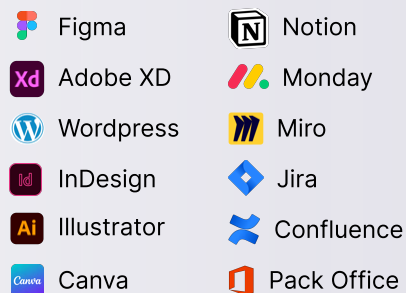 Figma
Notion
Xd Adobe XD
Monday
Wordpress
Miro
Id InDesign
Jira
Ai Illustrator
Confluence
Canva Canva
Pack Office